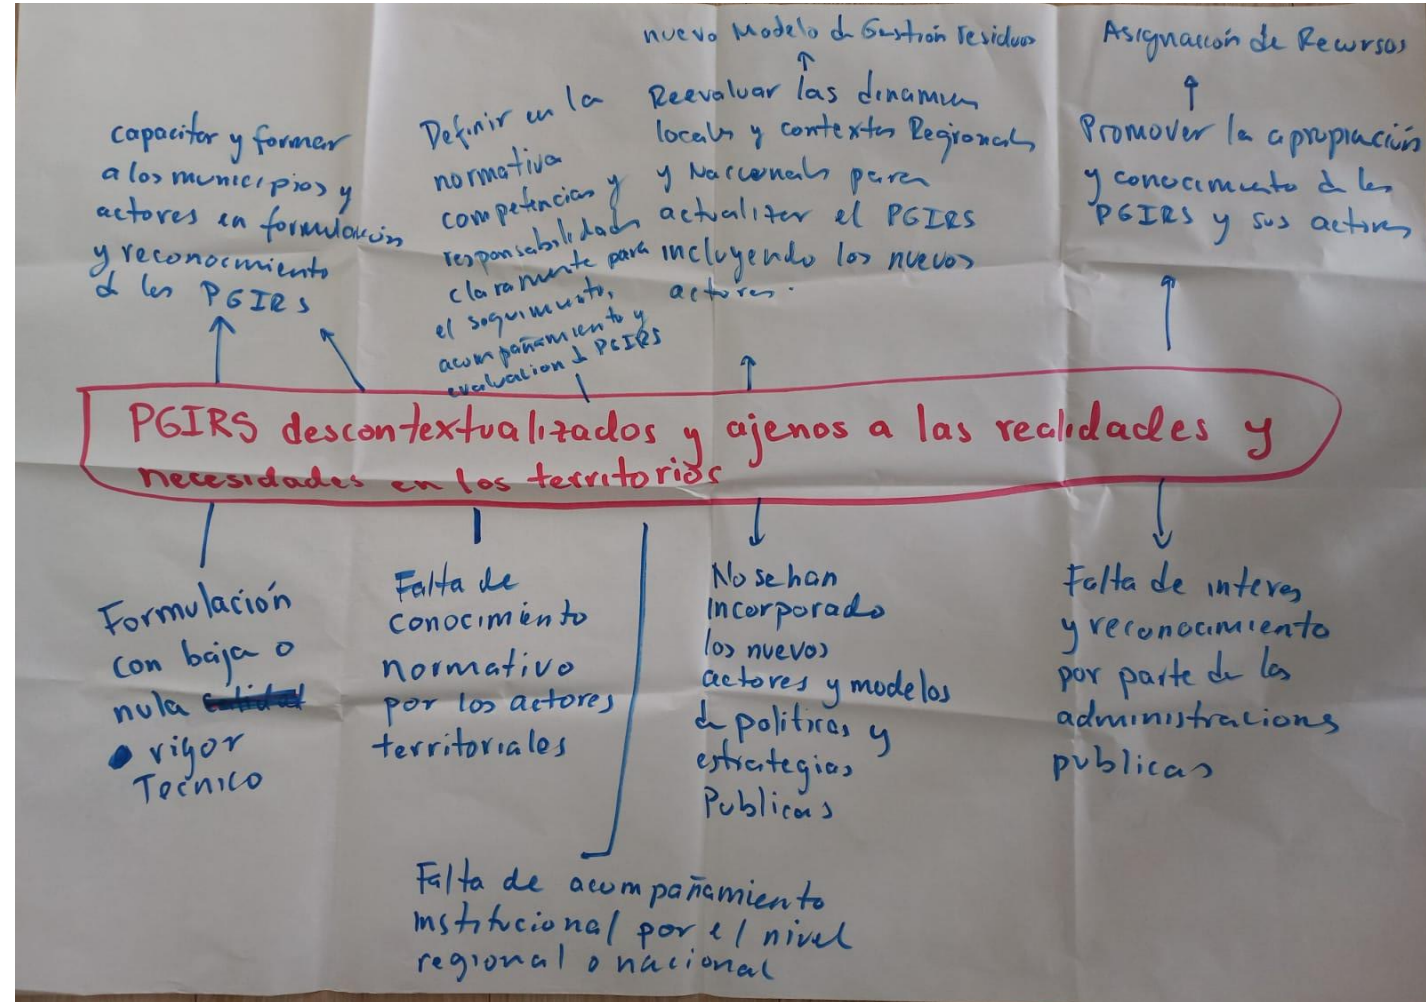 nuevo Modelo de Gestión residuos
Asignación de Recursos
capacitar y formar
a los municipios y
actores en formulación
y reconocimiento
de los PGIRS
Definir en la
normativa
competencias y
responsabilidades
claramente para
el seguimiento,
acompañamiento y
evaluacion de PGIRS
Reevaluar las dinamicas
locales y contextos Regionales
y Nacionales para
actualizar el PGIRS
incluyendo los nuevos
actores.
Promover la apropiación
y conocimiento de los
PGIRS y sus actores
PGIRS descontextualizados y ajenos a las realidades y
necesidades en los territorios
Formulación
con baja o
nula
rigor
Tecnico
Falta de
conocimiento
normativo
por los actores
territoriales
No se han
incorporado
los nuevos
actores y modelos
de politicas y
estrategias
Publicas
Falta de interes
y reconocimiento
por parte de las
administraciones
publicas
Falta de acompañamiento
institucional por el nivel
regional o nacional